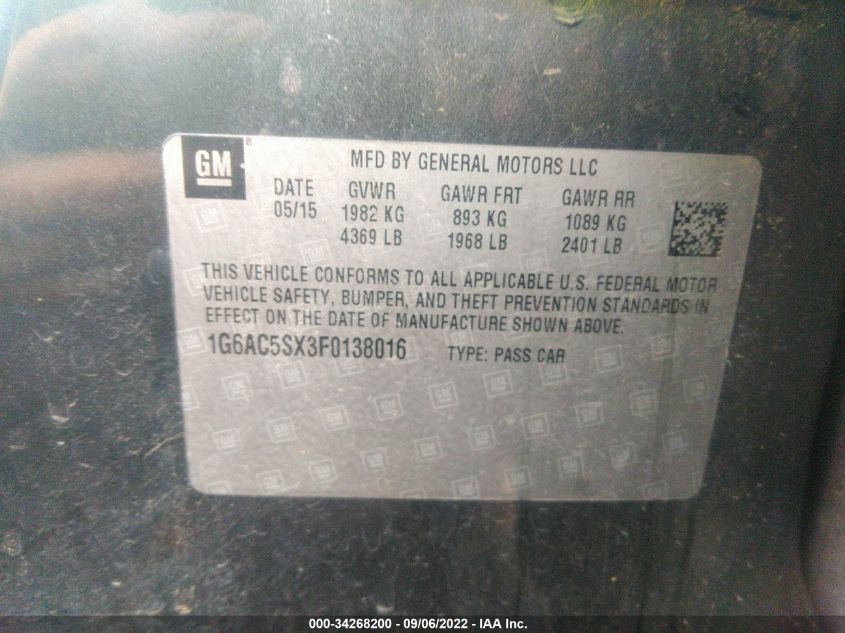 GM
MFD BY GENERAL MOTORS LLC
DATE GVWR GAWR FRT GAWR RR
05/15 1982 KG 893 KG 1089 KG
4369 LB 1968 LB 2401 LB
THIS VEHICLE CONFORMS TO ALL APPLICABLE U.S. FEDERAL MOTOR
VEHICLE SAFETY, BUMPER, AND THEFT PREVENTION STANDARDS IN
EFFECT ON THE DATE OF MANUFACTURE SHOWN ABOVE.
1G6AC5SX3F0138016 TYPE: PASS CAR
000-34268200 - 09/06/2022 - IAA Inc.